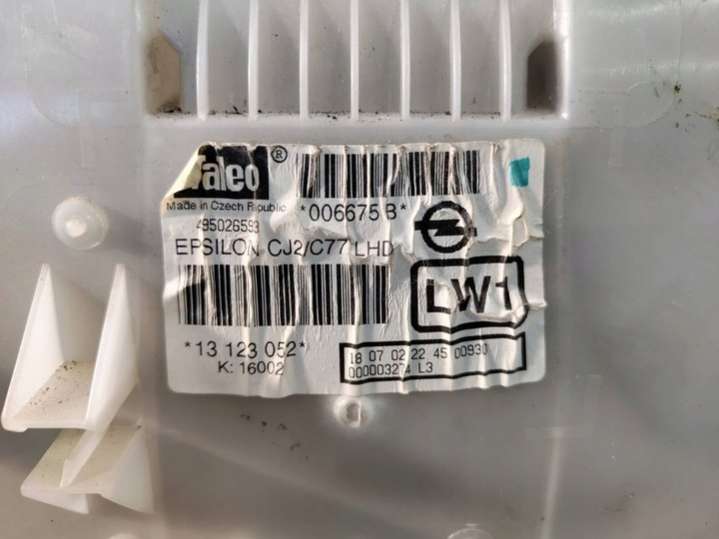 Valeo ®
Made in Czech Republic
*006675B*
495026593
EPSILON CJ2/C77 LHD
LW1
*13 123 052*
K: 16002
18 07 02 22 45 00930
000003274 L3